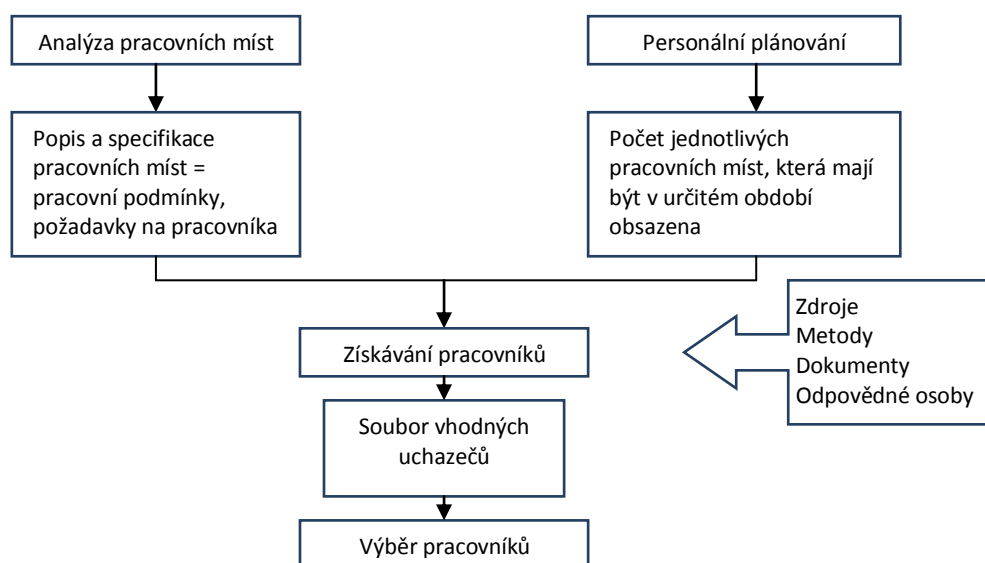 Analýza pracovních míst
Personální plánování
Popis a specifikace
pracovních míst =
pracovní podmínky,
požadavky na pracovníka
Počet jednotlivých
pracovních míst, která mají
být v určitém období
obsazena
Zdroje
Metody
Dokumenty
Odpovědné osoby
Získávání pracovníků
Soubor vhodných
uchazečů
Výběr pracovníků